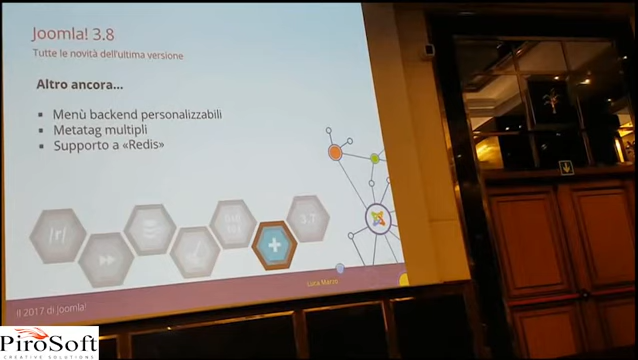 Joomla! 3.8
Tutte le novità dell'ultima versione
Altro ancora...
▪ Menù backend personalizzabili
▪ Metatag multipli
▪ Supporto a «Redis»
3.7
Il 2017 di Joomla!
Luca Marzo
PiroSoft
CREATIVE SOLUTIONS